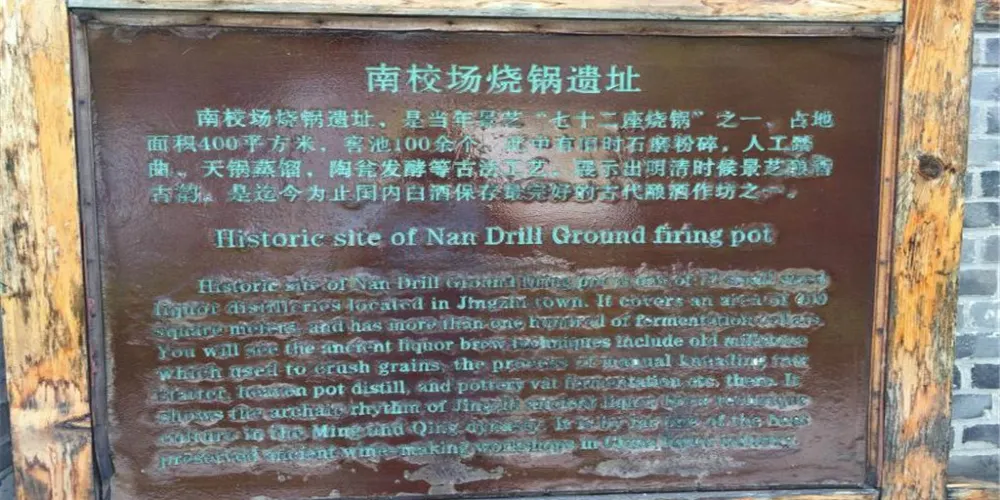 南校场烧锅遗址
南校场烧锅遗址，是当年景芝“七十二座烧锅”之一，占地
面积400平方米，窖池100余个，此中有旧时石磨粉碎，人工踏
曲、天锅蒸馏，陶瓮发酵等古法工艺，展示出明清时候景芝
古韵，是迄今为止国内白酒保存最完好的古代酿酒作坊之一。
Historic site of Nan Drill Ground firing pot
Historic site of Nan Drill Ground firing pot is one of
liquor distilleries located in Jingzhi town. It covers an area of 400
square meters, and has more than one hundred of fermentation
You will see the ancient liquor brew techniques include old millstone
which used to crush grains, the process of manual kneading
starter, heaven pot distill, and pottery vat fermentation etc. there. It
shows the archaic rhythm of Jingzhi ancient liquor
culture in the Ming and Qing dynasty. It is by far one of the best
preserved ancient wine-making workshops in China